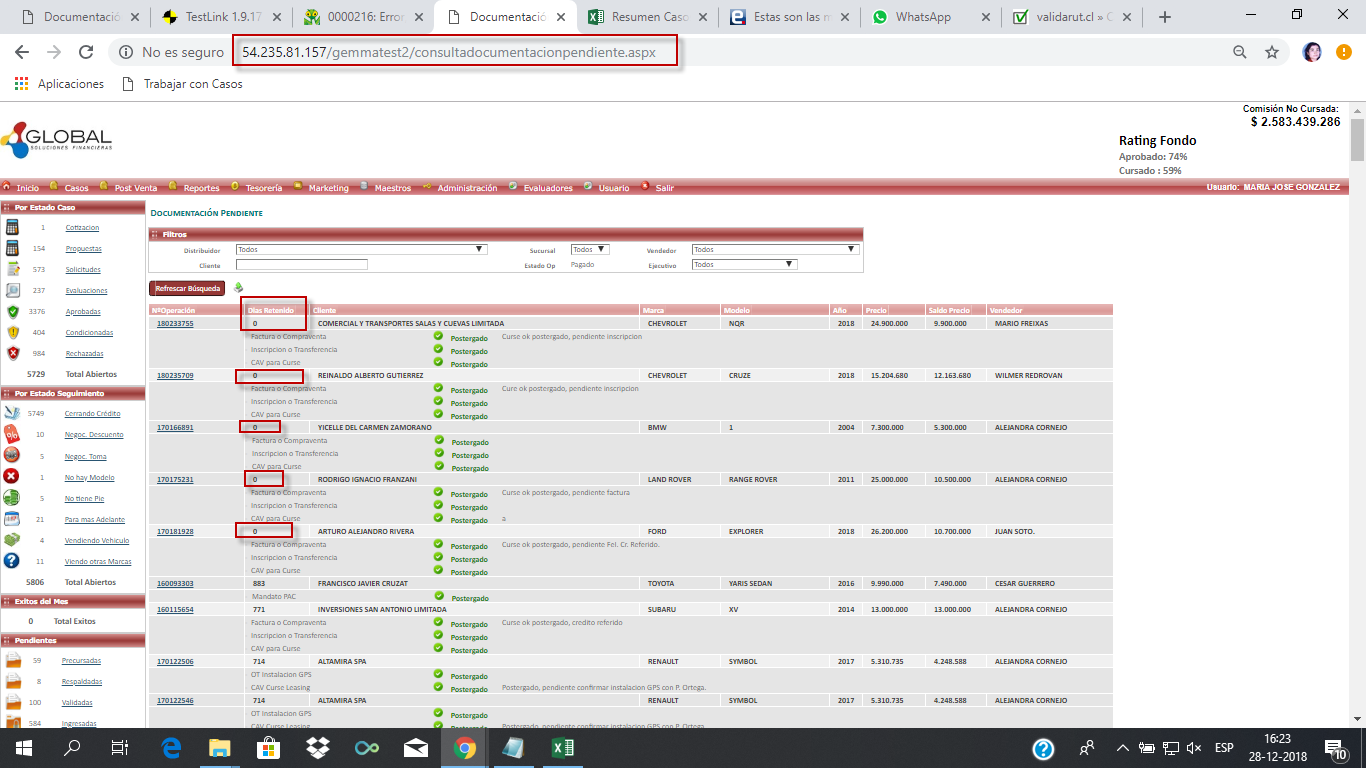 Documentació
TestLink 1.9.17
0000216: Error
Documentació
Resumen Caso
Estas son las m
WhatsApp
validarut.cl » C
No es seguro 54.235.81.157/gemmatest2/consultadocumentacionpendiente.aspx
Aplicaciones Trabajar con Casos
Comisión No Cursada:
$ 2.583.439.286
GLOBAL
SOLUCIONES FINANCIERAS
Rating Fondo
Aprobado: 74%
Cursado : 59%
Inicio Casos Post Venta Reportes Tesorería Marketing Maestros Administración Evaluadores Usuario Salir Usuario: MARIA JOSE GONZALEZ
Por Estado Caso
1 Cotizacion
154 Propuestas
573 Solicitudes
237 Evaluaciones
3376 Aprobadas
404 Condicionadas
984 Rechazadas
5729 Total Abiertos
Por Estado Seguimiento
5749 Cerrando Crédito
10 Negoc. Descuento
5 Negoc. Toma
1 No hay Modelo
5 No tiene Pie
21 Para mas Adelante
4 Vendiendo Vehiculo
11 Viendo otras Marcas
5806 Total Abiertos
Exitos del Mes
0 Total Exitos
Pendientes
59 Precursadas
8 Respaldadas
100 Validadas
584 Ingresadas
DOCUMENTACIÓN PENDIENTE
Filtros
Distribuidor Todos Sucursal Todos Vendedor Todos
Cliente Estado Op Pagado Ejecutivo Todos
Refrescar Búsqueda
NºOperación Dias Retenido Cliente Marca Modelo Año Precio Saldo Precio Vendedor
180233755 0 COMERCIAL Y TRANSPORTES SALAS Y CUEVAS LIMITADA CHEVROLET NQR 2018 24.900.000 9.900.000 MARIO FREIXAS
Factura o Compraventa Postergado Curse ok postergado, pendiente inscripcion
Inscripcion o Transferencia Postergado
CAV para Curse Postergado
180235709 0 REINALDO ALBERTO GUTIERREZ CHEVROLET CRUZE 2018 15.204.680 12.163.680 WILMER REDROVAN
Factura o Compraventa Postergado Cure ok postergado, pendiente inscripcion
Inscripcion o Transferencia Postergado
CAV para Curse Postergado
170166891 0 YICELLE DEL CARMEN ZAMORANO BMW 1 2004 7.300.000 5.300.000 ALEJANDRA CORNEJO
Factura o Compraventa Postergado
Inscripcion o Transferencia Postergado
CAV para Curse Postergado
170175231 0 RODRIGO IGNACIO FRANZANI LAND ROVER RANGE ROVER 2011 25.000.000 10.500.000 ALEJANDRA CORNEJO
Factura o Compraventa Postergado Curse ok postergado, pendiente factura
Inscripcion o Transferencia Postergado
CAV para Curse Postergado a
170181928 0 ARTURO ALEJANDRO RIVERA FORD EXPLORER 2018 26.200.000 10.700.000 JUAN SOTO.
Factura o Compraventa Postergado Curse ok postergado, pendiente Fel. Cr. Referido.
Inscripcion o Transferencia Postergado
CAV para Curse Postergado
160093303 883 FRANCISCO JAVIER CRUZAT TOYOTA YARIS SEDAN 2016 9.990.000 7.490.000 CESAR GUERRERO
Mandato PAC Postergado
160115654 771 INVERSIONES SAN ANTONIO LIMITADA SUBARU XV 2014 13.000.000 13.000.000 ALEJANDRA CORNEJO
Factura o Compraventa Postergado Curse ok postergado, credito referido
Inscripcion o Transferencia Postergado
CAV para Curse Postergado
170122506 714 ALTAMIRA SPA RENAULT SYMBOL 2017 5.310.735 4.248.588 ALEJANDRA CORNEJO
OT Instalacion GPS Postergado
CAV Curse Leasing Postergado Postergado, pendiente confirmar instalacion GPS con P. Ortega.
170122546 714 ALTAMIRA SPA RENAULT SYMBOL 2017 5.310.735 4.248.588 ALEJANDRA CORNEJO
OT Instalacion GPS Postergado
CAV Curse Leasing Postergado Postergado, pendiente confirmar instalacion GPS con P. Ortega.
ESP
16:23
28-12-2018
10